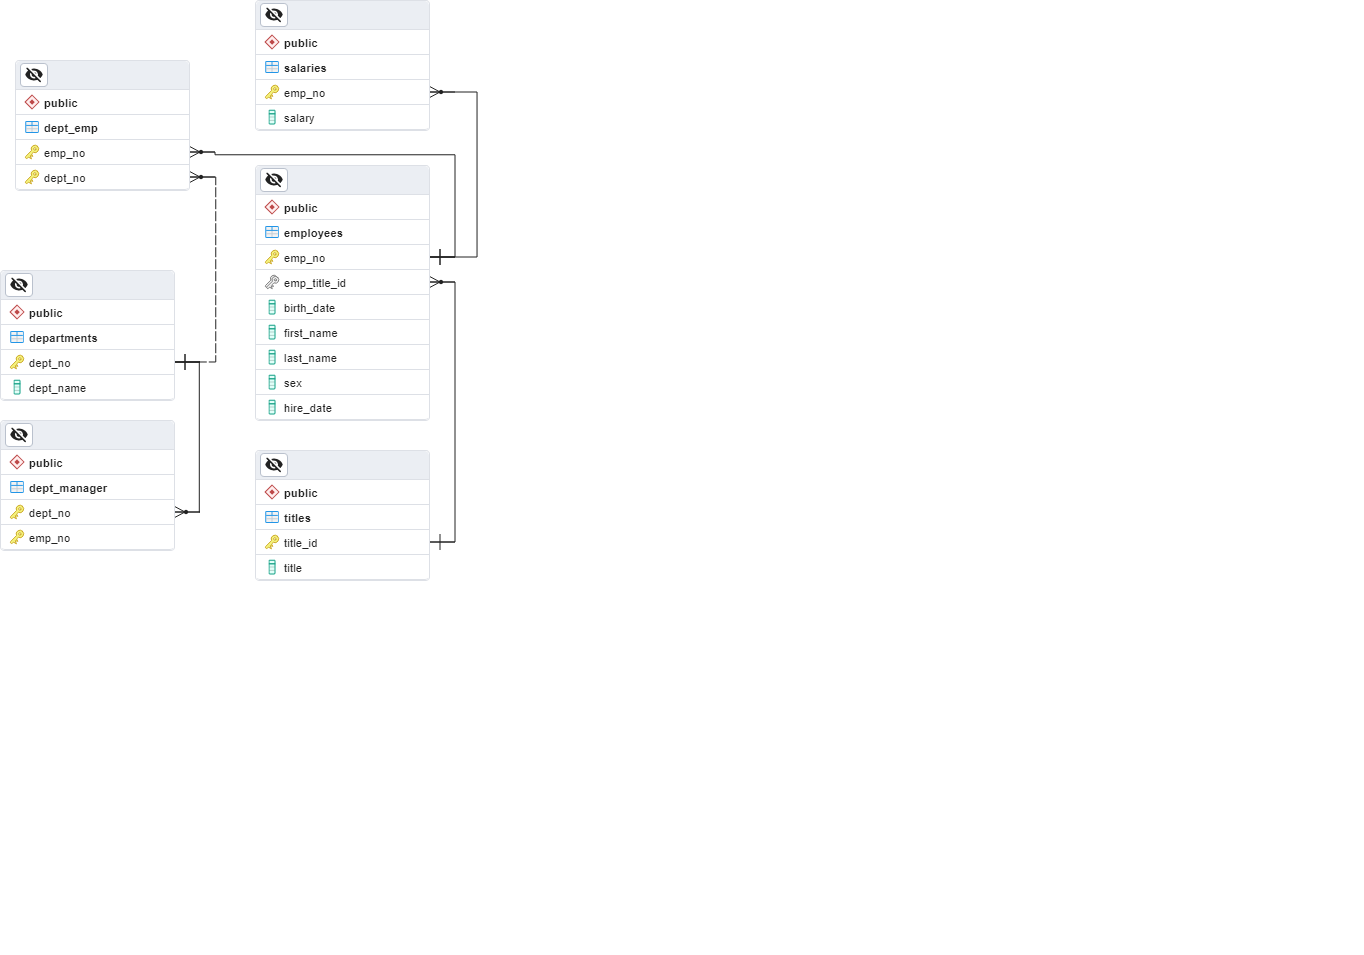 public
salaries
emp_no
salary
public
dept_emp
emp_no
dept_no
public
employees
emp_no
emp_title_id
birth_date
first_name
last_name
sex
hire_date
public
departments
dept_no
dept_name
public
dept_manager
dept_no
emp_no
public
titles
title_id
title